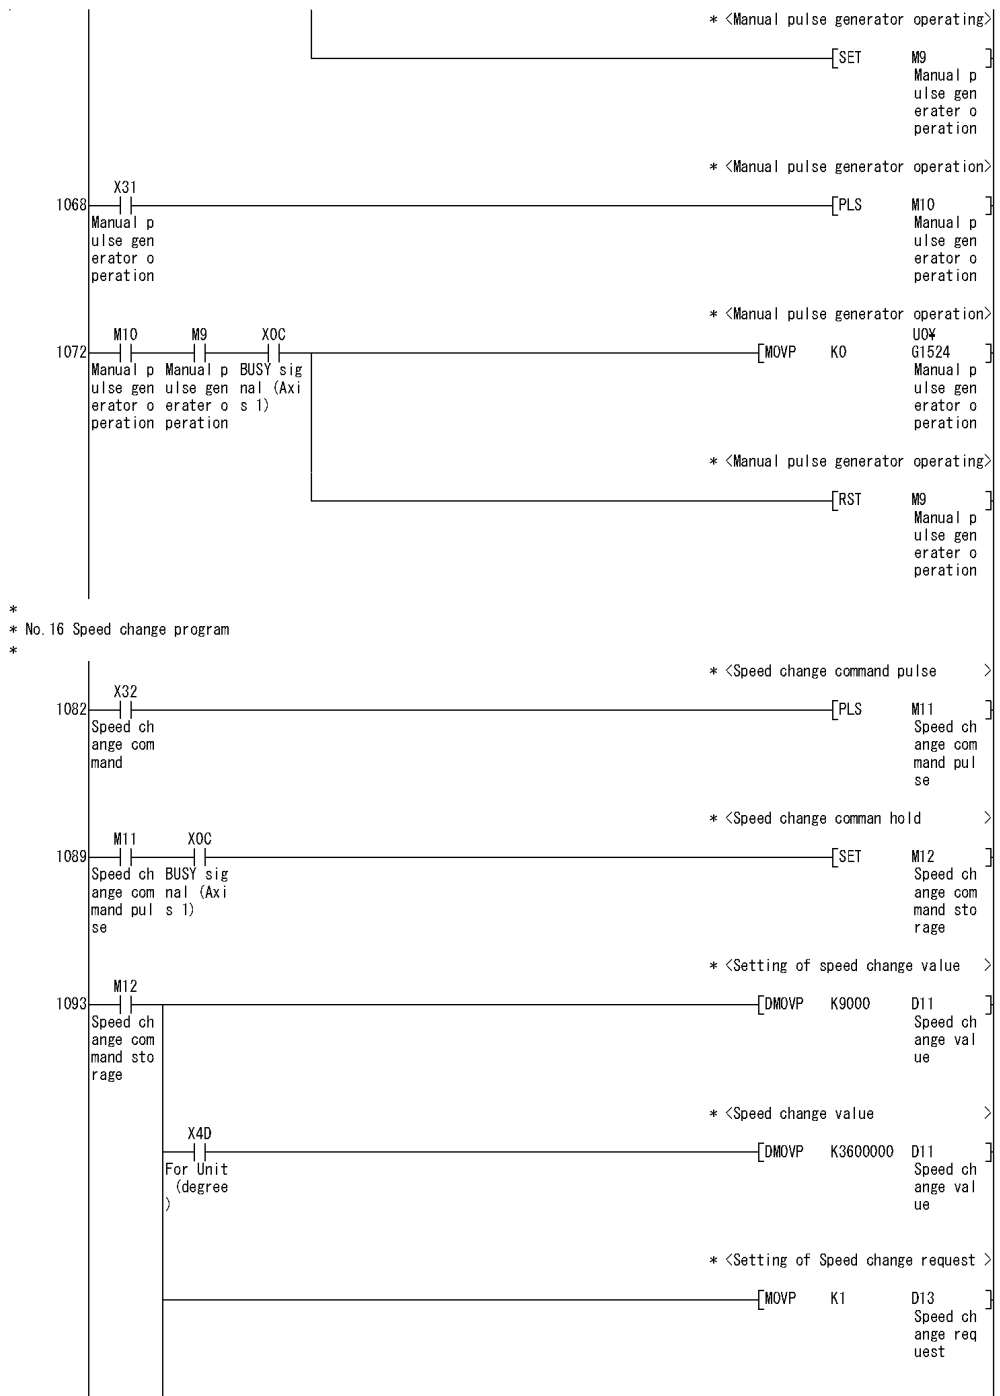 * <Manual pulse generator operating>
[SET M9 ]
Manual p
ulse gen
erater o
peration
* <Manual pulse generator operation>
X31
1068 [PLS M10 ]
Manual p Manual p
ulse gen ulse gen
erator o erator o
peration peration
* <Manual pulse generator operation>
M10 M9 X0C U0¥
1072 [MOVP K0 G1524 ]
Manual p Manual p BUSY sig Manual p
ulse gen ulse gen nal (Axi ulse gen
erator o erater o s 1) erator o
peration peration peration
* <Manual pulse generator operating>
[RST M9 ]
Manual p
ulse gen
erater o
peration
*
* No.16 Speed change program
*
* <Speed change command pulse >
X32
1082 [PLS M11 ]
Speed ch Speed ch
ange com ange com
mand mand pul
se
* <Speed change comman hold >
M11 X0C
1089 [SET M12 ]
Speed ch BUSY sig Speed ch
ange com nal (Axi ange com
mand pul s 1) mand sto
se rage
* <Setting of speed change value >
M12
1093 [DMOVP K9000 D11 ]
Speed ch Speed ch
ange com ange val
mand sto ue
rage
* <Speed change value >
X4D
[DMOVP K3600000 D11 ]
For Unit Speed ch
(degree ange val
) ue
* <Setting of Speed change request >
[MOVP K1 D13 ]
Speed ch
ange req
uest